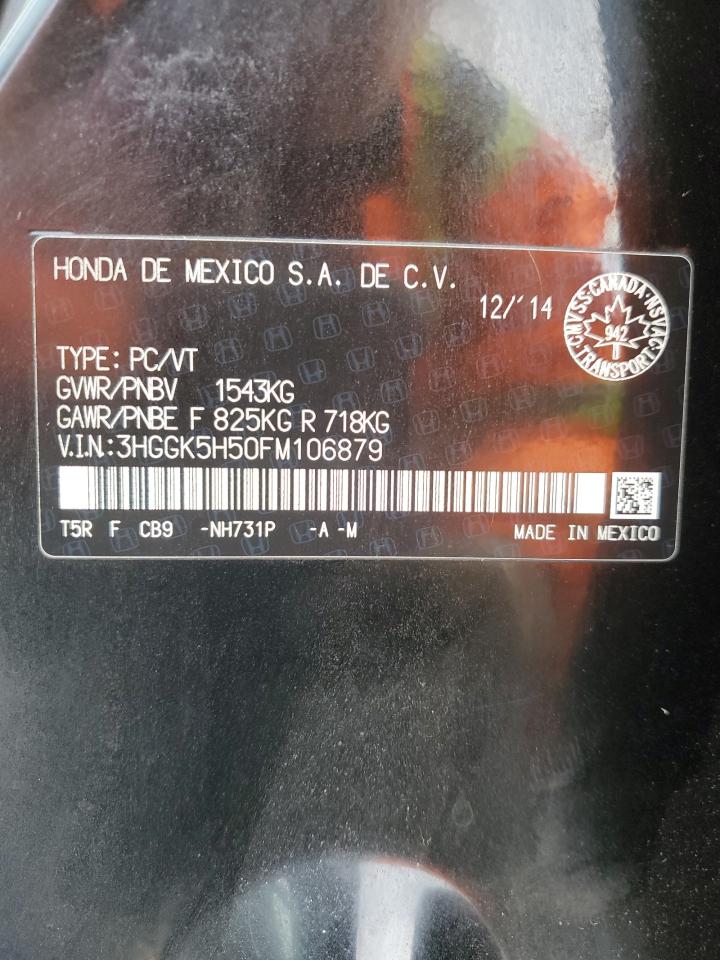 HONDA DE MEXICO S.A. DE C.V.
12/'14
CMVSS·CANADA·NSVAC
942
TRANSPORT
TYPE: PC/VT
GVWR/PNBV 1543KG
GAWR/PNBE F 825KG R 718KG
V.I.N:3HGGK5H50FM106879
T5R F CB9 -NH731P -A -M
MADE IN MEXICO